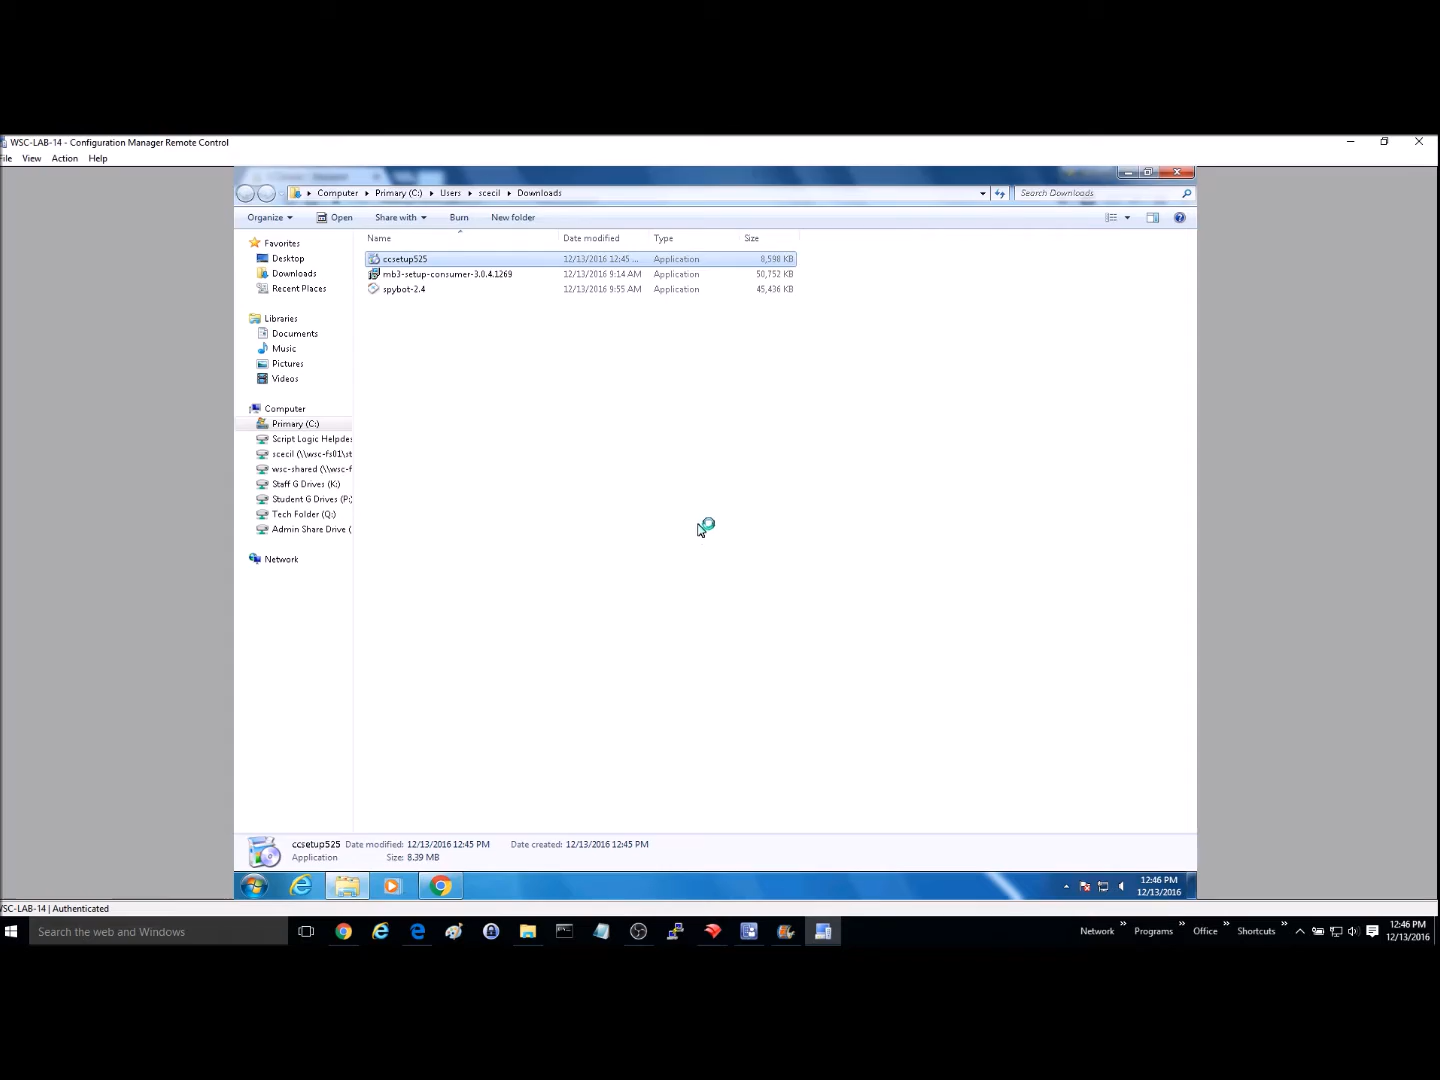 WSC-LAB-14 - Configuration Manager Remote Control
File View Action Help
Computer Primary (C:) Users scecil Downloads
Search Downloads
Organize Open Share with Burn New folder
Name Date modified Type Size
Favorites
Desktop
Downloads
Recent Places
Libraries
Documents
Music
Pictures
Videos
Computer
Primary (C:)
Script Logic Helpdes
scecil (\\wsc-fs01\st
wsc-shared (\\wsc-f
Staff G Drives (K:)
Student G Drives (P:
Tech Folder (Q:)
Admin Share Drive (
Network
ccsetup525 12/13/2016 12:45 ... Application 8,598 KB
mb3-setup-consumer-3.0.4.1269 12/13/2016 9:14 AM Application 50,752 KB
spybot-2.4 12/13/2016 9:55 AM Application 45,436 KB
ccsetup525 Date modified: 12/13/2016 12:45 PM Date created: 12/13/2016 12:45 PM
Application Size: 8.39 MB
12:46 PM
12/13/2016
WSC-LAB-14 | Authenticated
Search the web and Windows
Network Programs Office Shortcuts
12:46 PM
12/13/2016